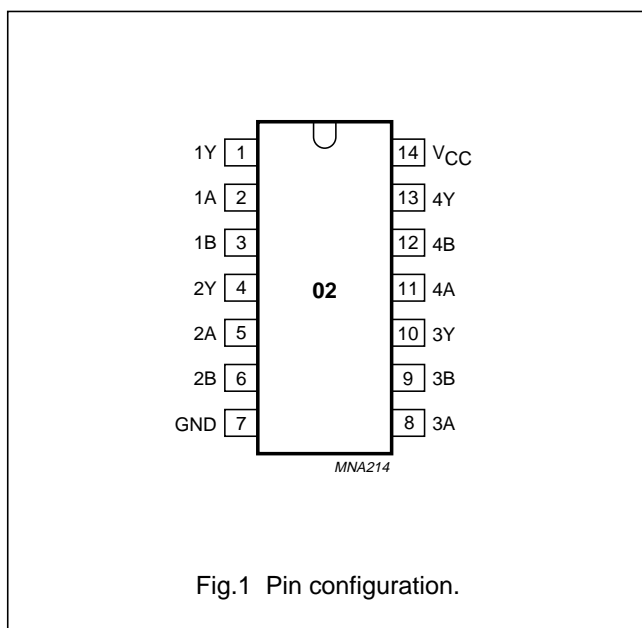 1Y 1 14 VCC
1A 2 13 4Y
1B 3 12 4B
2Y 4 02 11 4A
2A 5 10 3Y
2B 6 9 3B
GND 7 8 3A
MNA214
Fig.1 Pin configuration.